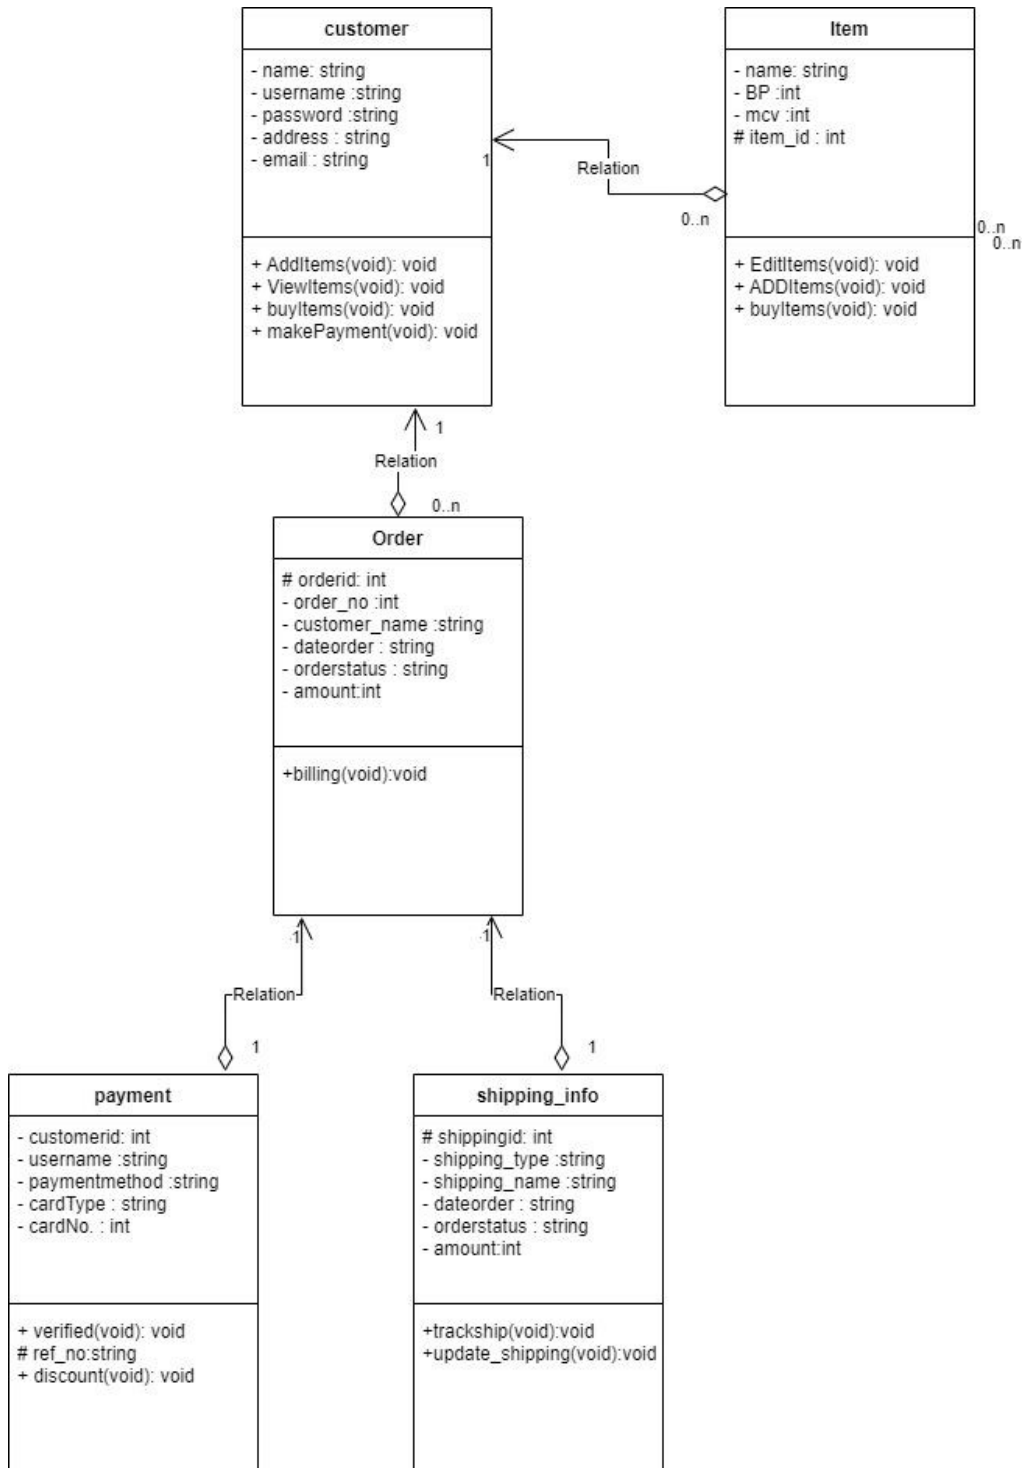 customer
- name: string
- username :string
- password :string
- address : string
- email : string
1
+ AddItems(void): void
+ ViewItems(void): void
+ buyItems(void): void
+ makePayment(void): void
Relation
0..n
Item
- name: string
- BP :int
- mcv :int
# item_id : int
0..n
0..n
+ EditItems(void): void
+ ADDItems(void): void
+ buyItems(void): void
1
Relation
0..n
Order
# orderid: int
- order_no :int
- customer_name :string
- dateorder : string
- orderstatus : string
- amount:int
+billing(void):void
1
1
Relation
Relation
1
1
payment
- customerid: int
- username :string
- paymentmethod :string
- cardType : string
- cardNo. : int
+ verified(void): void
# ref_no:string
+ discount(void): void
shipping_info
# shippingid: int
- shipping_type :string
- shipping_name :string
- dateorder : string
- orderstatus : string
- amount:int
+trackship(void):void
+update_shipping(void):void